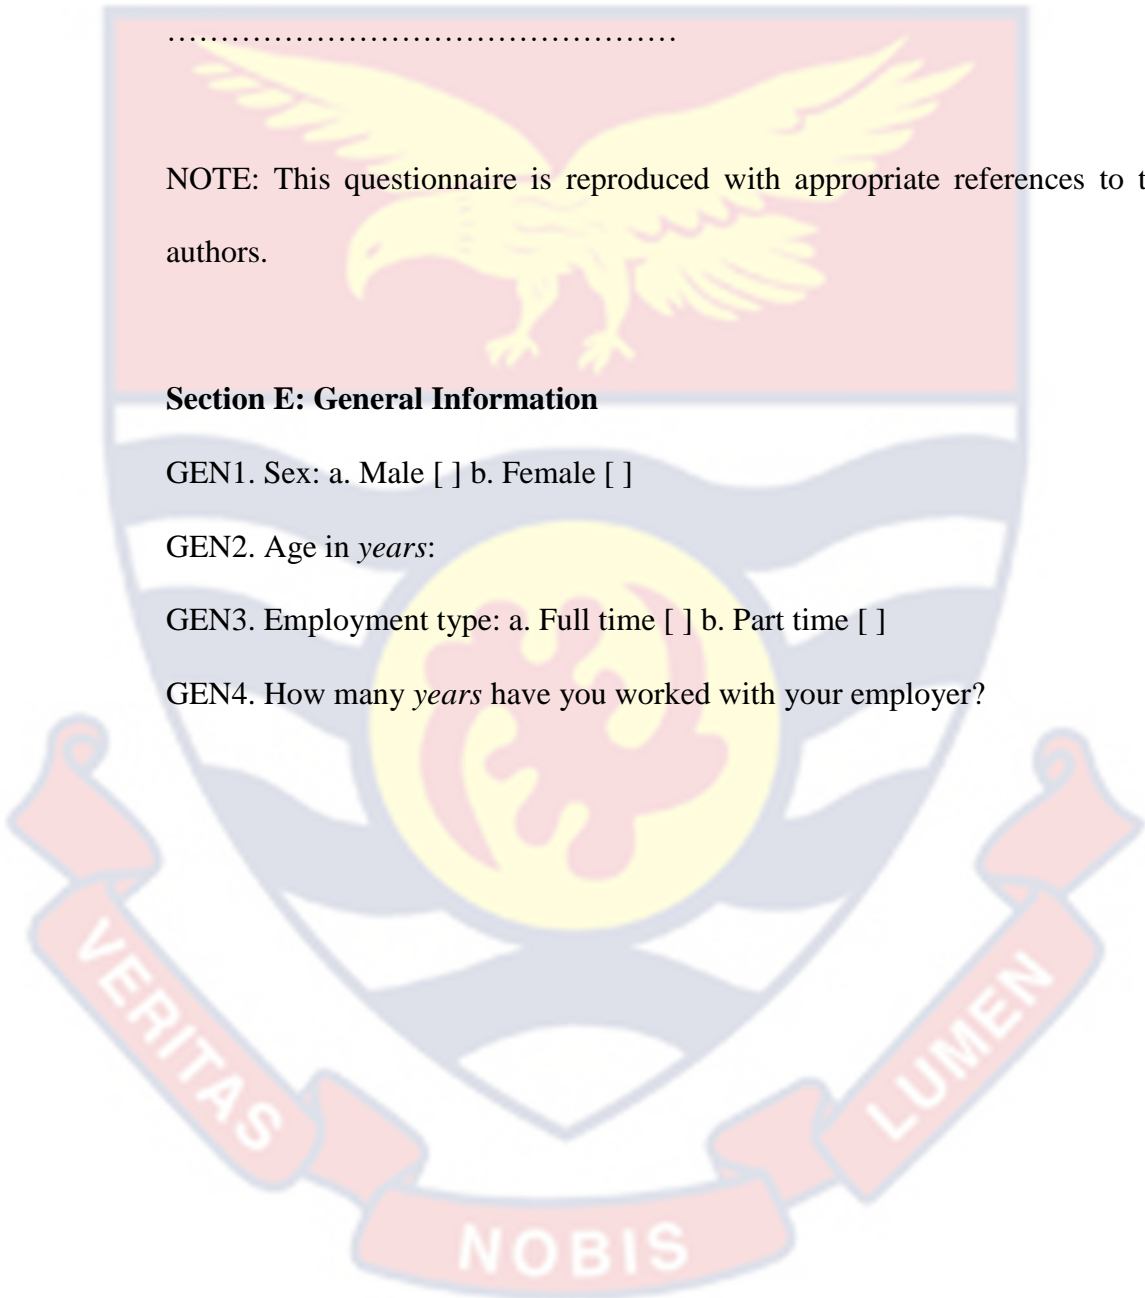 ……………………………………………
NOTE: This questionnaire is reproduced with appropriate references to t
authors.
Section E: General Information
GEN1. Sex: a. Male [ ] b. Female [ ]
GEN2. Age in years:
GEN3. Employment type: a. Full time [ ] b. Part time [ ]
GEN4. How many years have you worked with your employer?
VERITAS
NOBIS
LUMEN